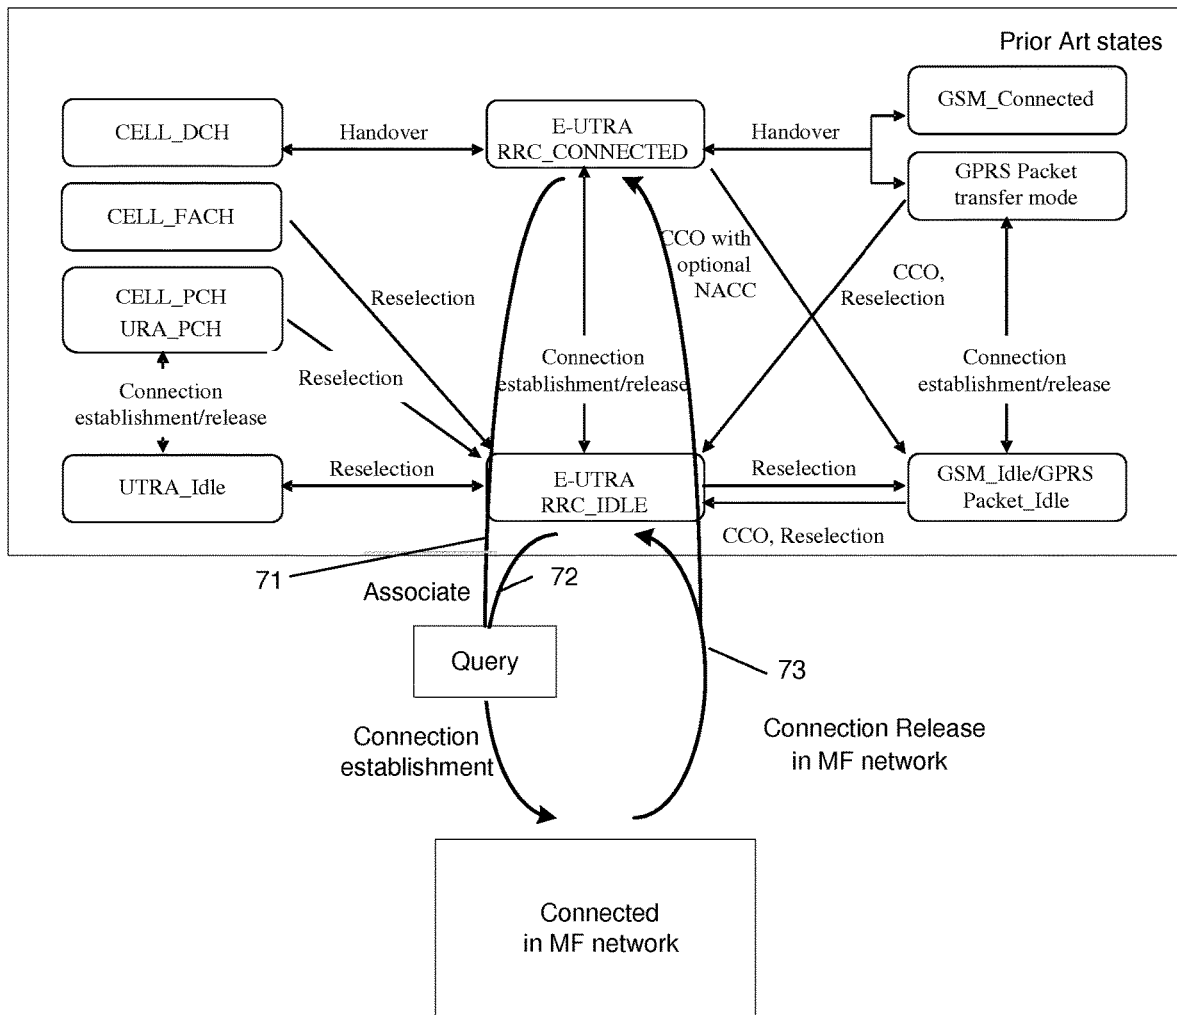 Prior Art states
CELL_DCH
Handover
E-UTRA
RRC_CONNECTED
Handover
GSM_Connected
GPRS Packet
transfer mode
CELL_FACH
CCO with
optional
NACC
CCO,
Reselection
CELL_PCH
URA_PCH
Reselection
Reselection
Connection
establishment/release
Connection
establishment/release
Connection
establishment/release
UTRA_Idle
Reselection
E-UTRA
RRC_IDLE
Reselection
GSM_Idle/GPRS
Packet_Idle
CCO, Reselection
71
72
Associate
Query
73
Connection
establishment
Connection Release
in MF network
Connected
in MF network